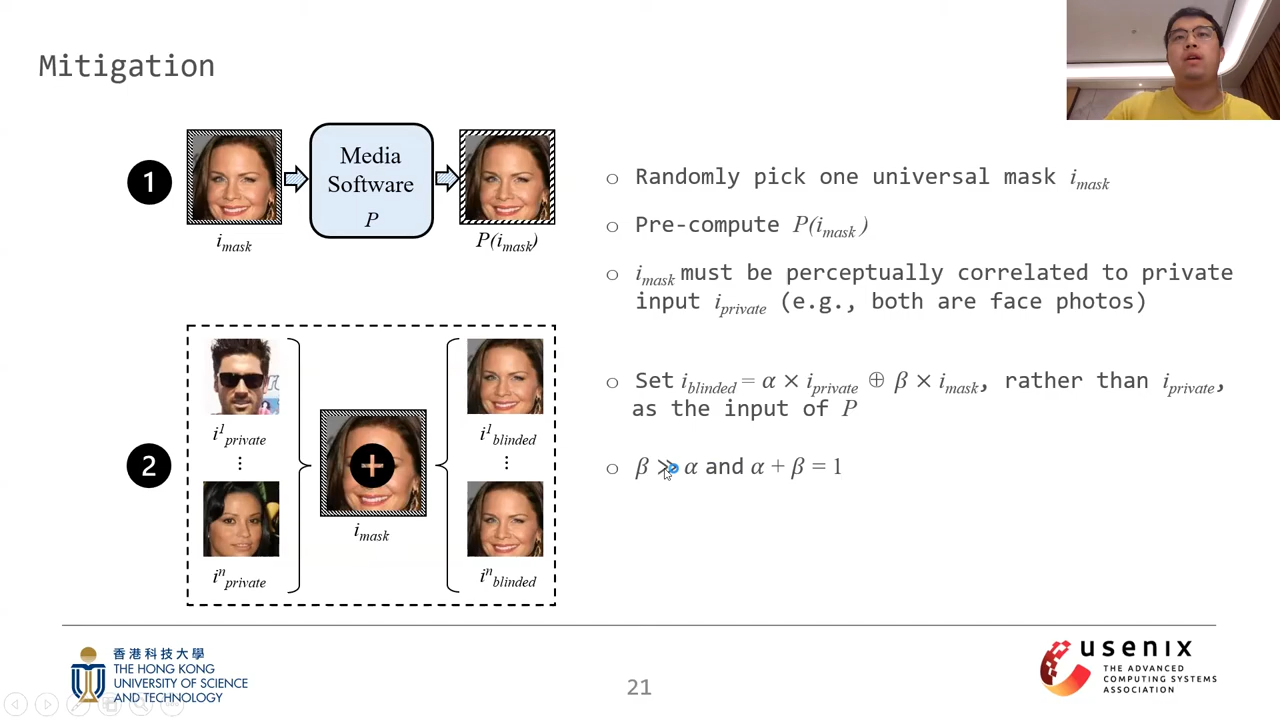 Mitigation
1
Media
Software
P
i_mask
P(i_mask)
○ Randomly pick one universal mask i_mask
○ Pre-compute P(i_mask)
○ i_mask must be perceptually correlated to private
input i_private (e.g., both are face photos)
2
i^1_private
⋮
i^n_private
+
i_mask
i^1_blinded
⋮
i^n_blinded
○ Set i_blinded = α × i_private ⊕ β × i_mask, rather than i_private,
as the input of P
○ β ≫ α and α + β = 1
香港科技大學
THE HONG KONG
UNIVERSITY OF SCIENCE
AND TECHNOLOGY
21
usenix
THE ADVANCED
COMPUTING SYSTEMS
ASSOCIATION